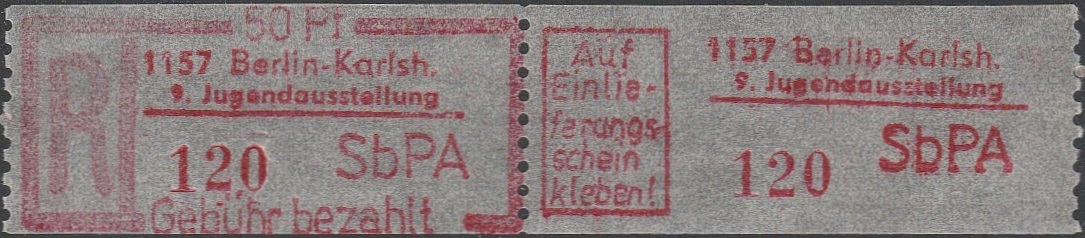 50 Pf
R
1157 Berlin-Karlsh.
9. Jugendausstellung
120 SbPA
Gebühr bezahlt
Auf
Einlie-
ferungs-
schein
kleben!
1157 Berlin-Karlsh.
9. Jugendausstellung
120 SbPA